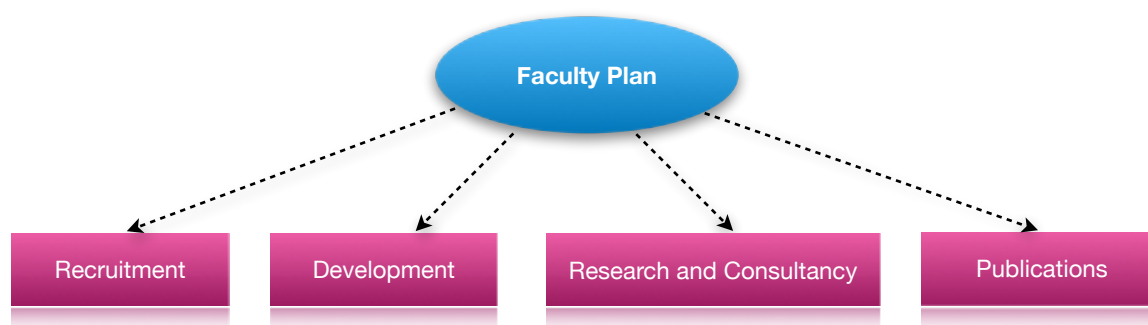 Faculty Plan
Recruitment
Development
Research and Consultancy
Publications